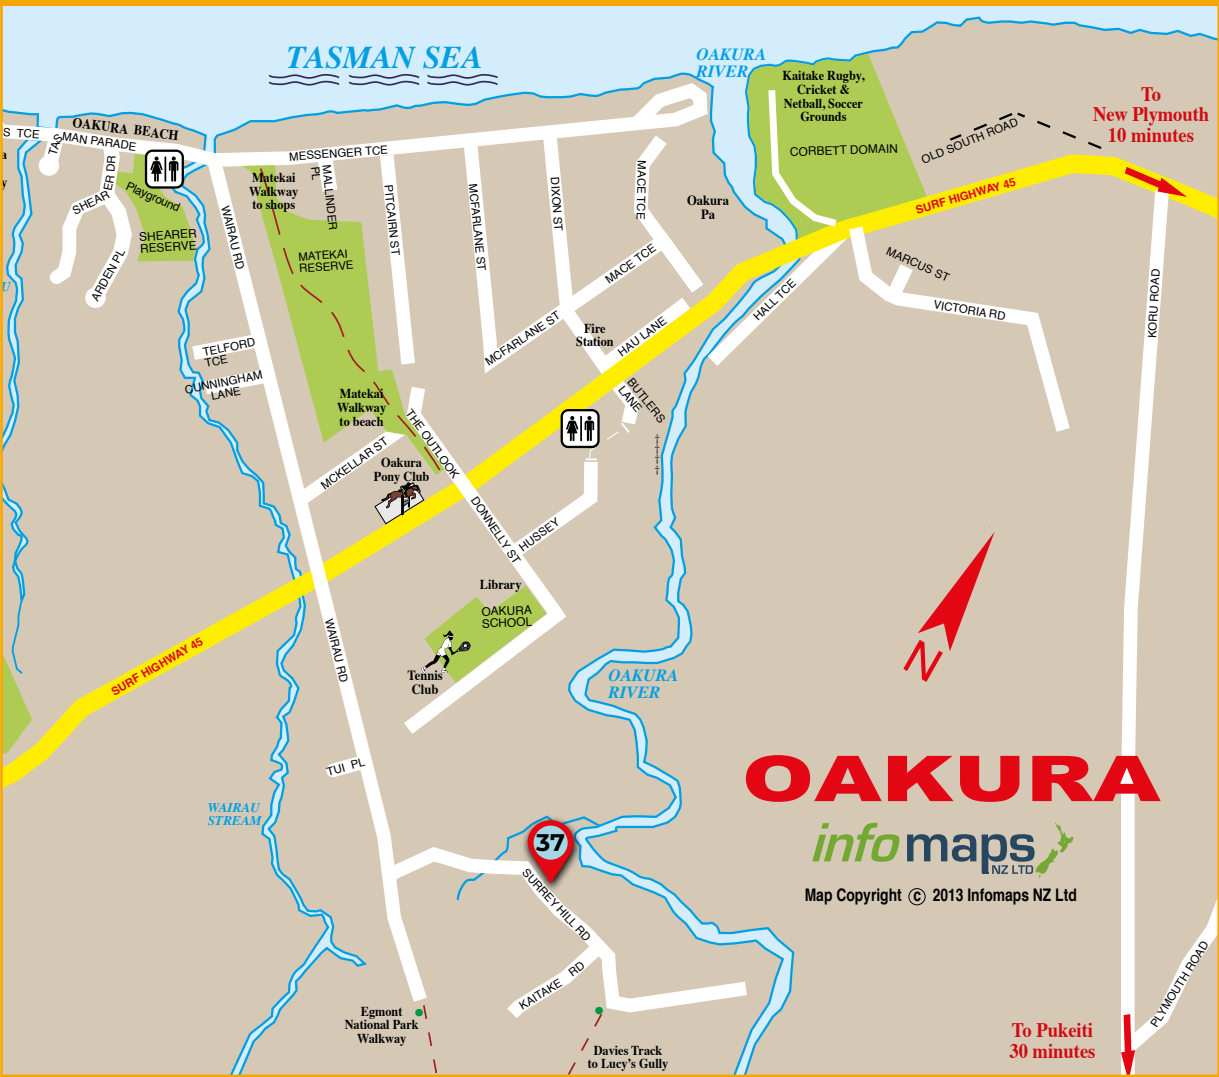 TASMAN SEA
OAKURA
RIVER
Kaitake Rugby,
Cricket &
Netball, Soccer
Grounds
CORBETT DOMAIN
OLD SOUTH ROAD
To
New Plymouth
10 minutes
S TCE
TAS
OAKURA BEACH
MAN PARADE
MESSENGER TCE
SHEARER DR
Playground
SHEARER
RESERVE
ARDEN PL
WAIRAU RD
Matekai
Walkway
to shops
MALLINDER
PL
PITCAIRN ST
MCFARLANE ST
DIXON ST
MACE TCE
Oakura
Pa
SURF HIGHWAY 45
MATEKAI
RESERVE
MACE TCE
MARCUS ST
HALL TCE
VICTORIA RD
KORU ROAD
U
a
y
TELFORD
TCE
CUNNINGHAM
LANE
MCFARLANE ST
Fire
Station
HAU LANE
BUTLERS
LANE
Matekai
Walkway
to beach
THE OUTLOOK
MCKELLAR ST
Oakura
Pony Club
DONNELLY ST
HUSSEY
Library
OAKURA
SCHOOL
Tennis
Club
WAIRAU RD
SURF HIGHWAY 45
OAKURA
RIVER
N
TUI PL
WAIRAU
STREAM
37
SURREY HILL RD
KAITAKE RD
OAKURA
infomaps
NZ LTD
Map Copyright © 2013 Infomaps NZ Ltd
Egmont
National Park
Walkway
Davies Track
to Lucy's Gully
To Pukeiti
30 minutes
PLYMOUTH ROAD